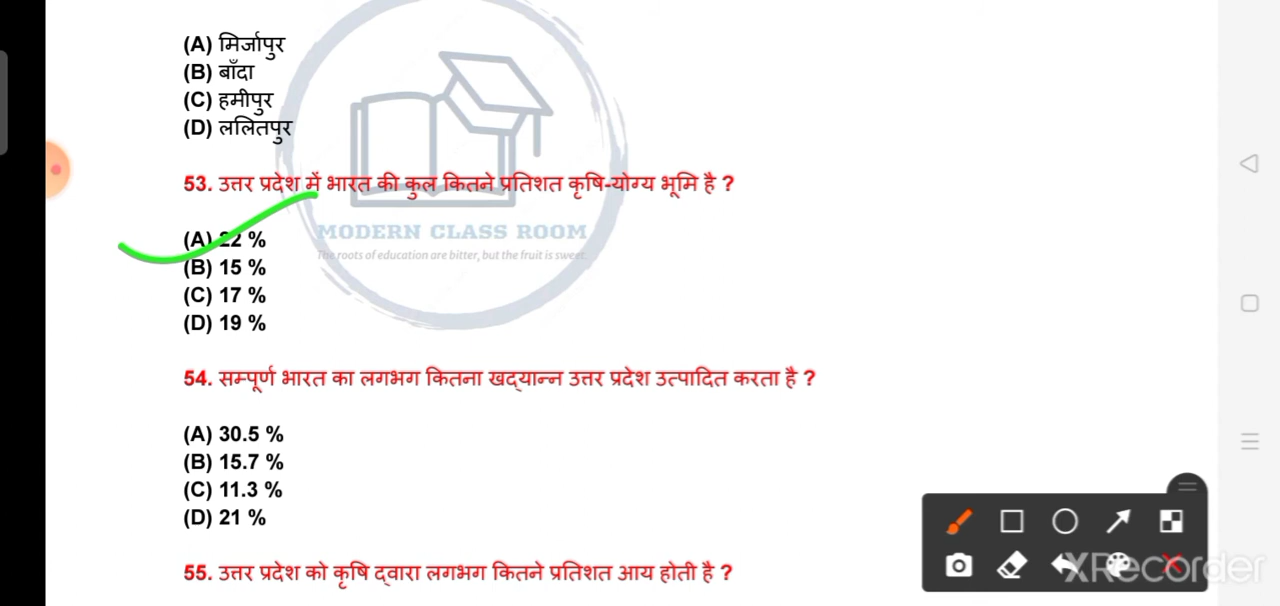 (A) मिर्जापुर
(B) बाँदा
(C) हमीपुर
(D) ललितपुर
53. उत्तर प्रदेश में भारत की कुल कितने प्रतिशत कृषि-योग्य भूमि है ?
(A) 22 %
MODERN CLASS ROOM
The roots of education are bitter, but the fruit is sweet.
(B) 15 %
(C) 17 %
(D) 19 %
54. सम्पूर्ण भारत का लगभग कितना खद्यान्न उत्तर प्रदेश उत्पादित करता है ?
(A) 30.5 %
(B) 15.7 %
(C) 11.3 %
(D) 21 %
55. उत्तर प्रदेश को कृषि द्वारा लगभग कितने प्रतिशत आय होती है ?
XRecorder